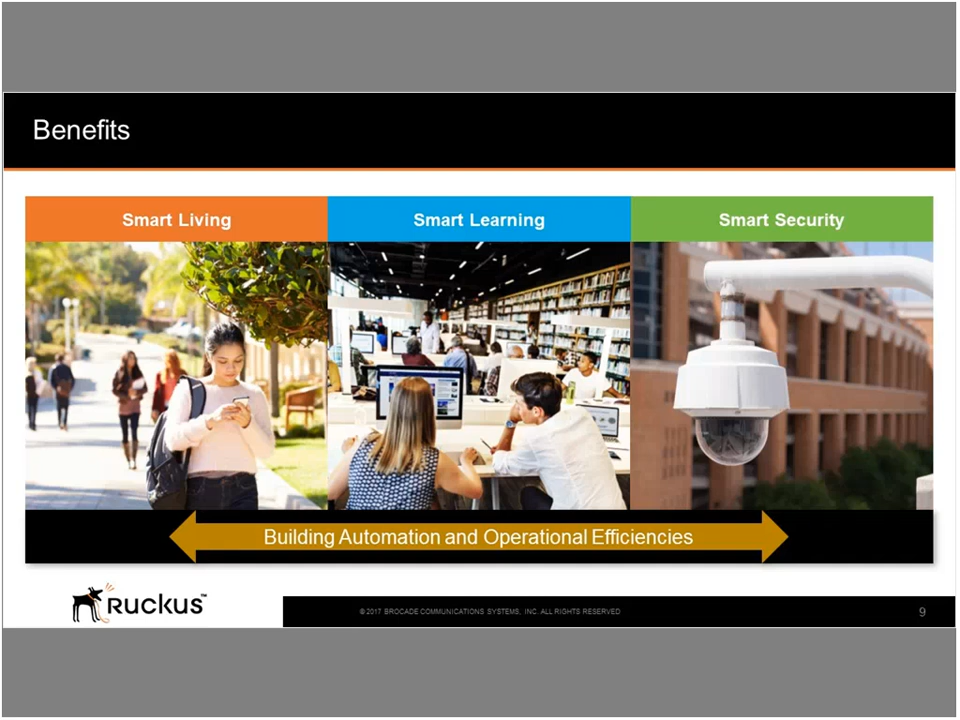 Benefits
Smart Living
Smart Learning
Smart Security
Building Automation and Operational Efficiencies
RUCKUS™
© 2017 BROCADE COMMUNICATIONS SYSTEMS, INC. ALL RIGHTS RESERVED
9